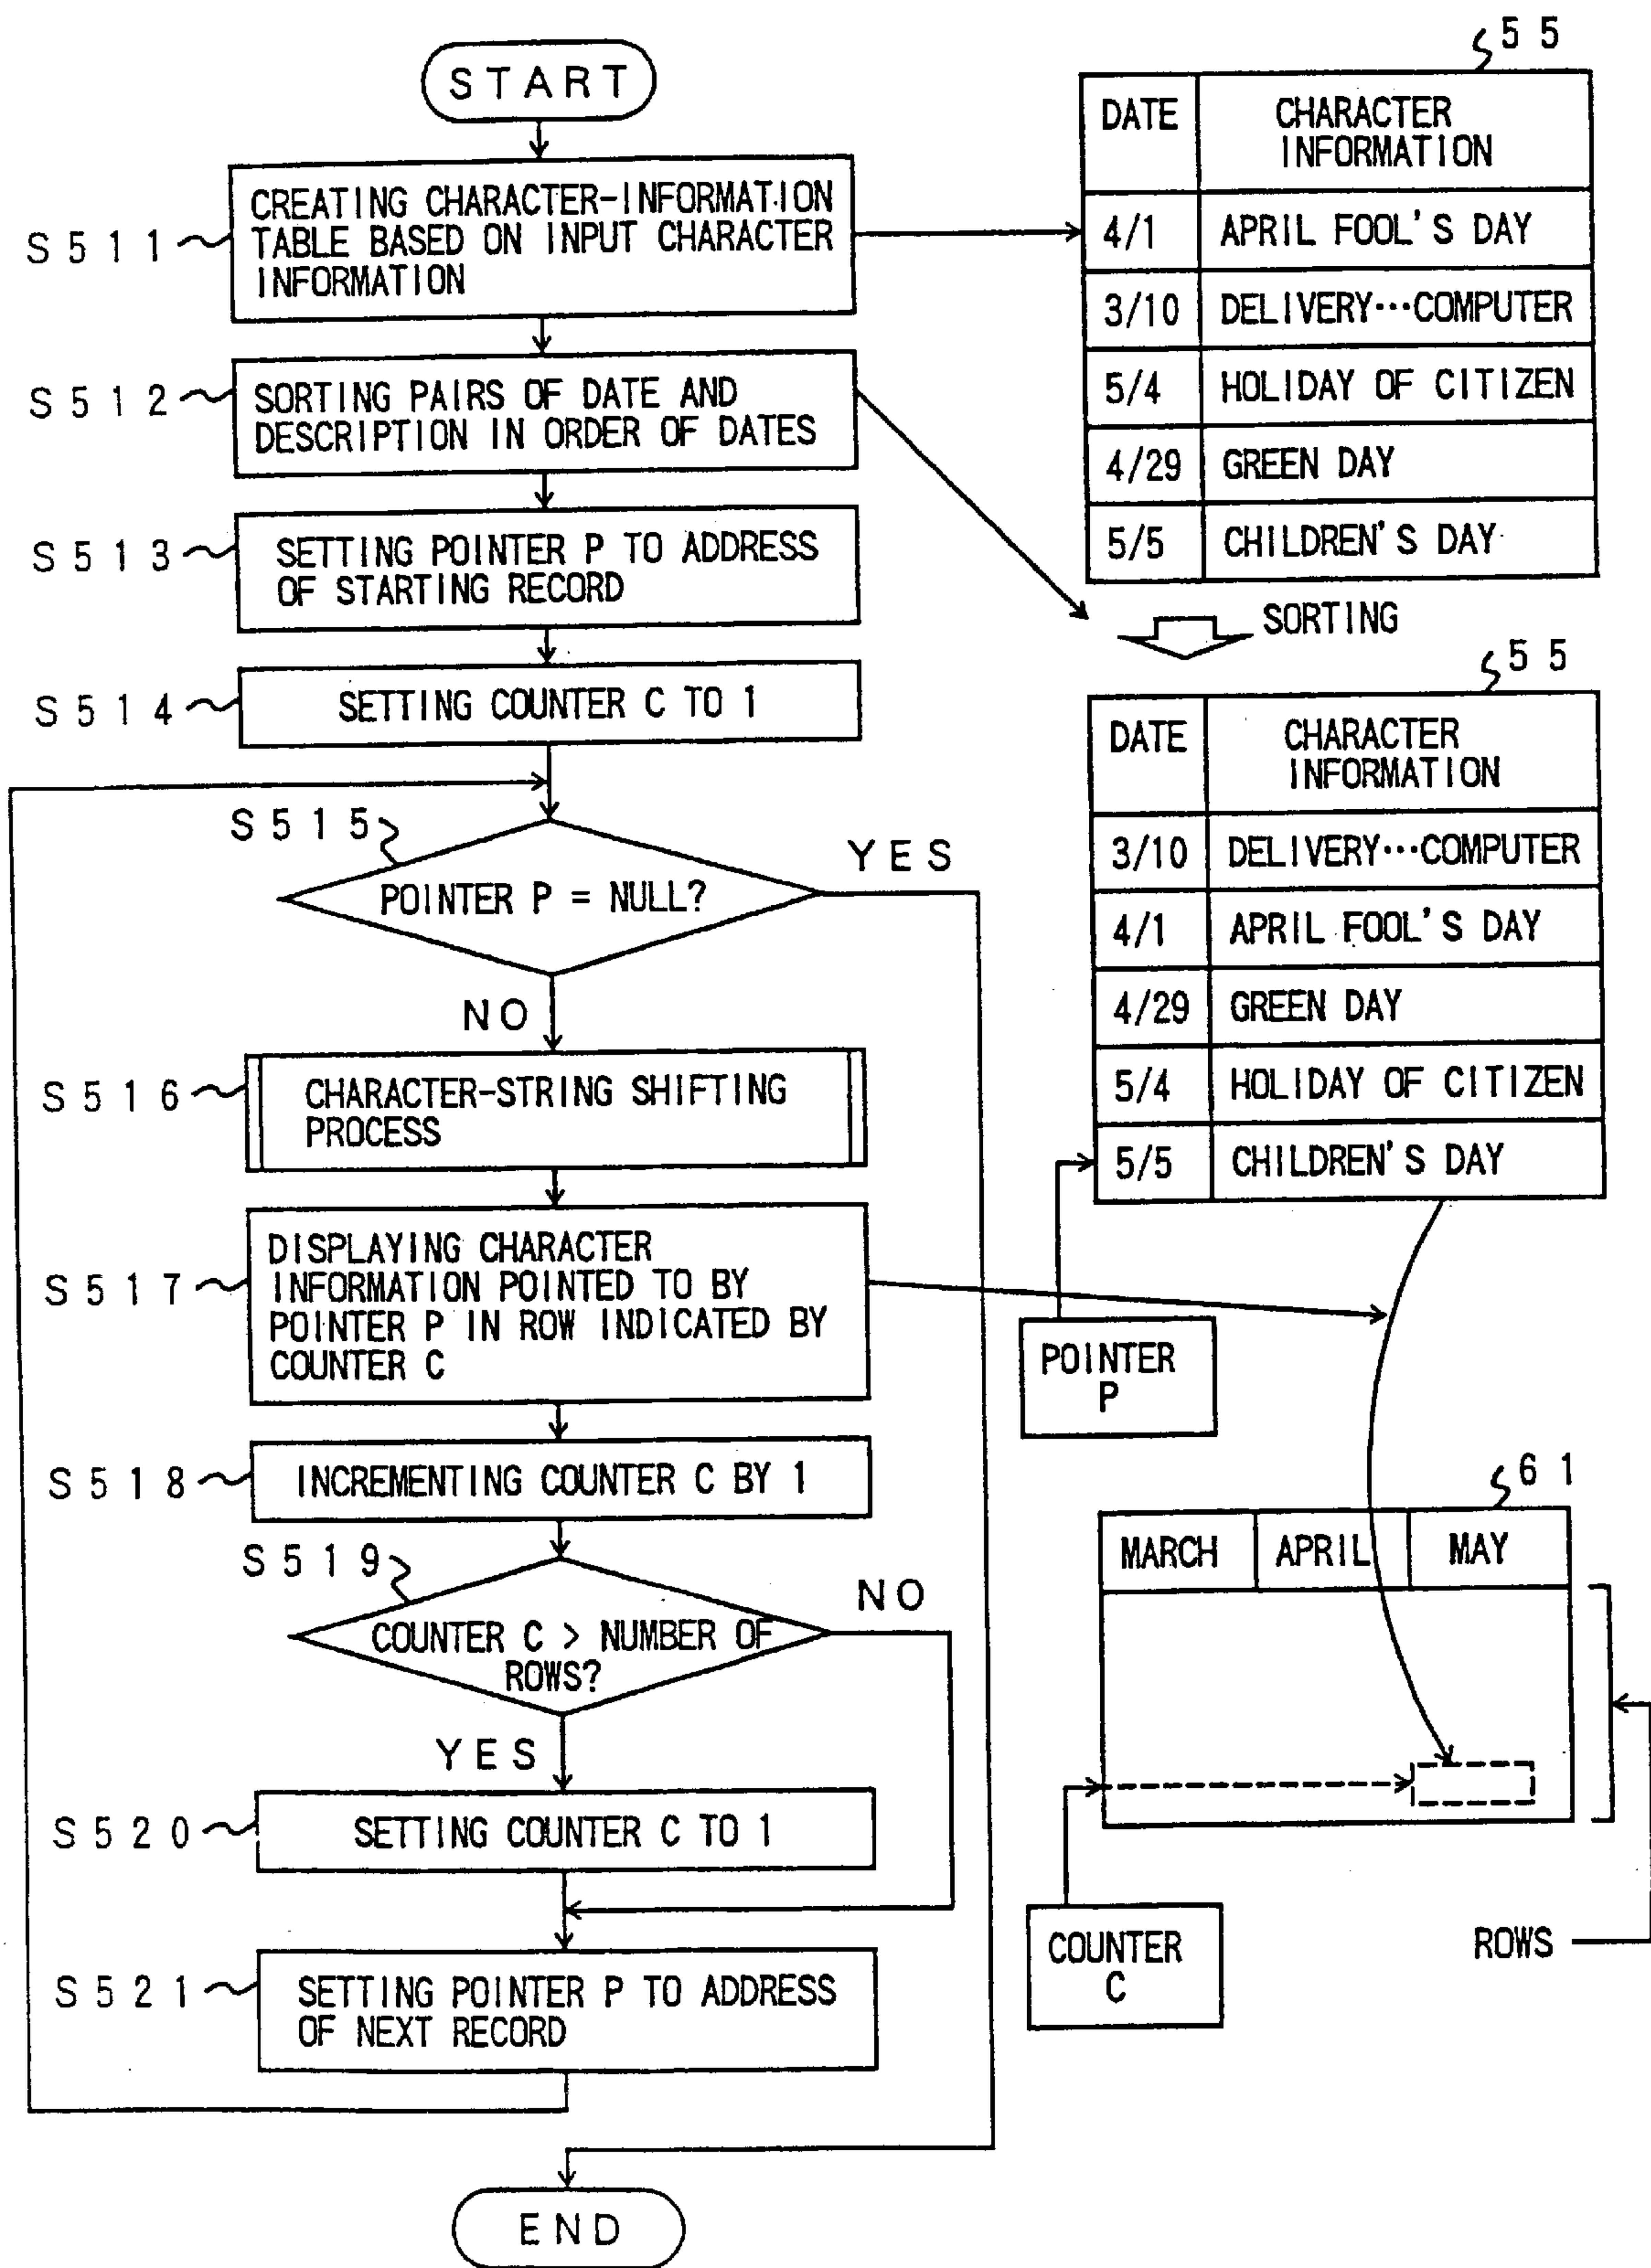 START
S511
CREATING CHARACTER-INFORMATION
TABLE BASED ON INPUT CHARACTER
INFORMATION
S512
SORTING PAIRS OF DATE AND
DESCRIPTION IN ORDER OF DATES
S513
SETTING POINTER P TO ADDRESS
OF STARTING RECORD
S514
SETTING COUNTER C TO 1
S515
POINTER P = NULL?
YES
NO
S516
CHARACTER-STRING SHIFTING
PROCESS
S517
DISPLAYING CHARACTER
INFORMATION POINTED TO BY
POINTER P IN ROW INDICATED BY
COUNTER C
S518
INCREMENTING COUNTER C BY 1
S519
COUNTER C > NUMBER OF
ROWS?
NO
YES
S520
SETTING COUNTER C TO 1
S521
SETTING POINTER P TO ADDRESS
OF NEXT RECORD
END
55
DATE CHARACTER
INFORMATION
4/1 APRIL FOOL'S DAY
3/10 DELIVERY···COMPUTER
5/4 HOLIDAY OF CITIZEN
4/29 GREEN DAY
5/5 CHILDREN'S DAY
SORTING
55
DATE CHARACTER
INFORMATION
3/10 DELIVERY···COMPUTER
4/1 APRIL FOOL'S DAY
4/29 GREEN DAY
5/4 HOLIDAY OF CITIZEN
5/5 CHILDREN'S DAY
POINTER
P
61
MARCH APRIL MAY
COUNTER
C
ROWS